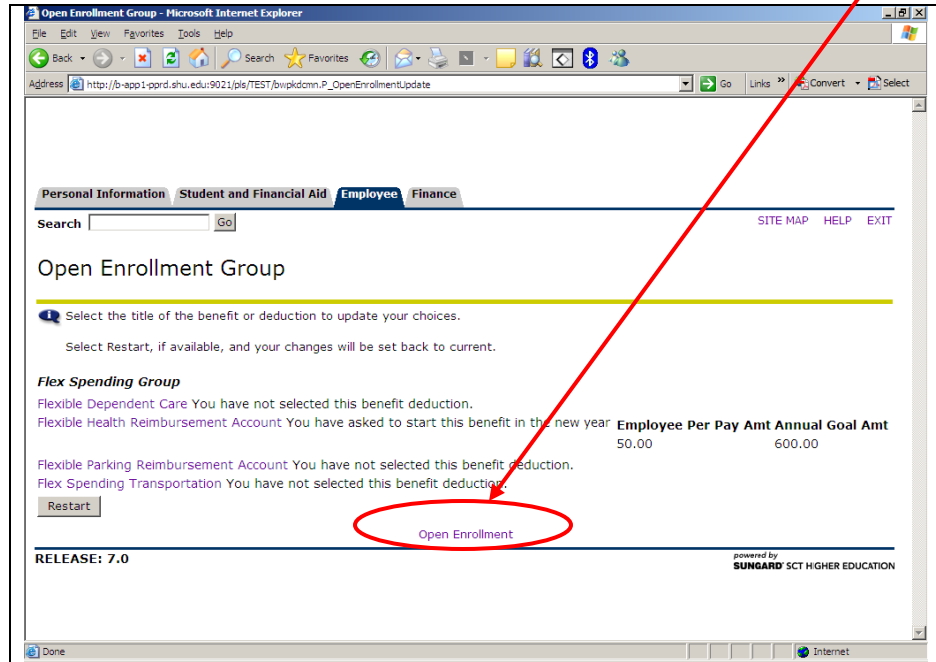 Open Enrollment Group - Microsoft Internet Explorer
File Edit View Favorites Tools Help
Back Search Favorites
Address http://b-app1-pprd.shu.edu:9021/pls/TEST/bwpkdcmn.P_OpenEnrollmentUpdate Go Links » Convert Select
Personal Information Student and Financial Aid Employee Finance
Search Go SITE MAP HELP EXIT
Open Enrollment Group
Select the title of the benefit or deduction to update your choices.
Select Restart, if available, and your changes will be set back to current.
Flex Spending Group
Flexible Dependent Care You have not selected this benefit deduction.
Flexible Health Reimbursement Account You have asked to start this benefit in the new year Employee Per Pay Amt Annual Goal Amt
50.00 600.00
Flexible Parking Reimbursement Account You have not selected this benefit deduction.
Flex Spending Transportation You have not selected this benefit deduction.
Restart
Open Enrollment
RELEASE: 7.0 powered by
SUNGARD® SCT HIGHER EDUCATION
Done Internet